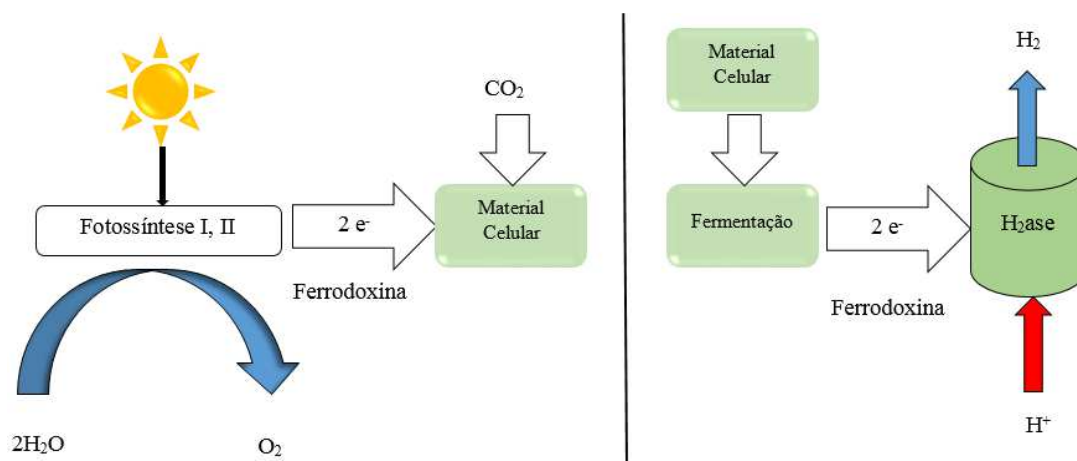 CO₂
Fotossíntese I, II
2 e⁻
Material
Celular
Ferrodoxina
2H₂O
O₂
Material
Celular
Fermentação
2 e⁻
Ferrodoxina
H₂
H₂ase
H⁺